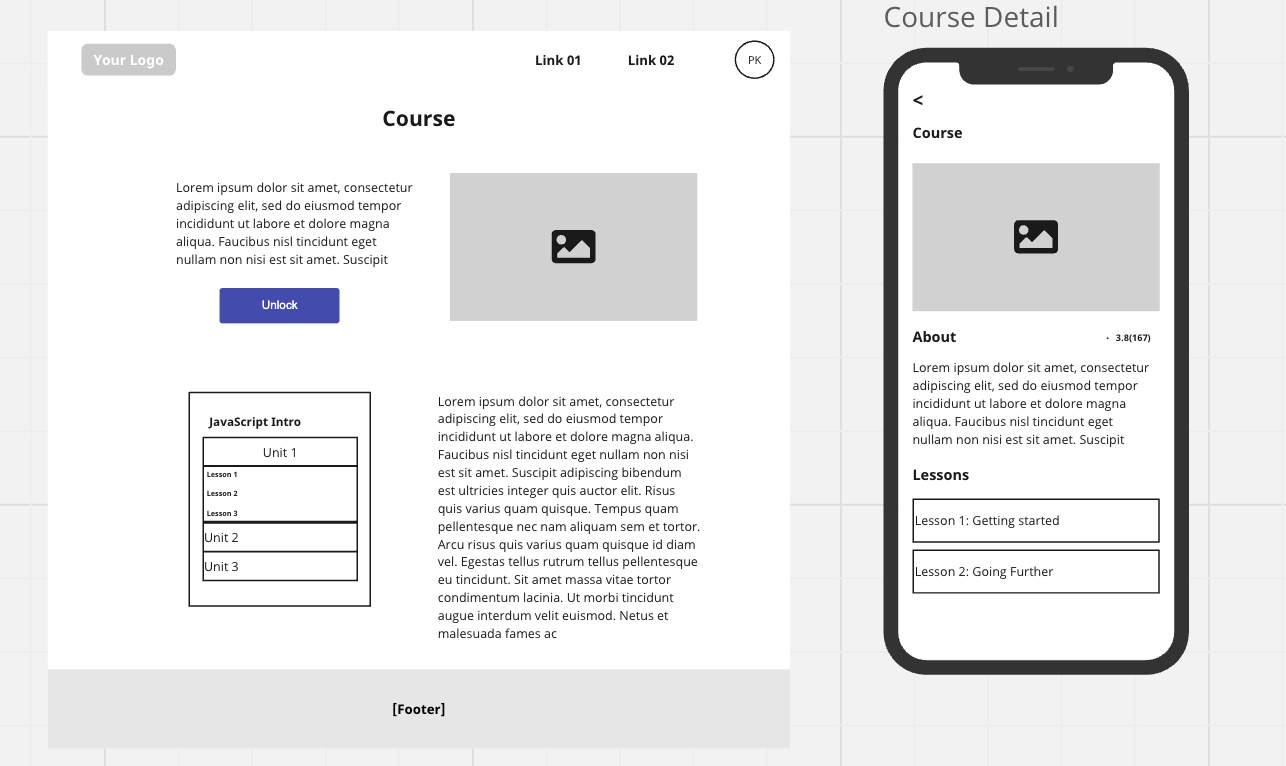 Course Detail
Your Logo
Link 01
Link 02
PK
Course
Lorem ipsum dolor sit amet, consectetur
adipiscing elit, sed do eiusmod tempor
incididunt ut labore et dolore magna
aliqua. Faucibus nisl tincidunt eget
nullam non nisi est sit amet. Suscipit
Unlock
JavaScript Intro
Unit 1
Lesson 1
Lesson 2
Lesson 3
Unit 2
Unit 3
Lorem ipsum dolor sit amet, consectetur
adipiscing elit, sed do eiusmod tempor
incididunt ut labore et dolore magna aliqua.
Faucibus nisl tincidunt eget nullam non nisi
est sit amet. Suscipit adipiscing bibendum
est ultricies integer quis auctor elit. Risus
quis varius quam quisque. Tempus quam
pellentesque nec nam aliquam sem et tortor.
Arcu risus quis varius quam quisque id diam
vel. Egestas tellus rutrum tellus pellentesque
eu tincidunt. Sit amet massa vitae tortor
condimentum lacinia. Ut morbi tincidunt
augue interdum velit euismod. Netus et
malesuada fames ac
[Footer]
<
Course
About
· 3.8(167)
Lorem ipsum dolor sit amet, consectetur
adipiscing elit, sed do eiusmod tempor
incididunt ut labore et dolore magna
aliqua. Faucibus nisl tincidunt eget
nullam non nisi est sit amet. Suscipit
Lessons
Lesson 1: Getting started
Lesson 2: Going Further